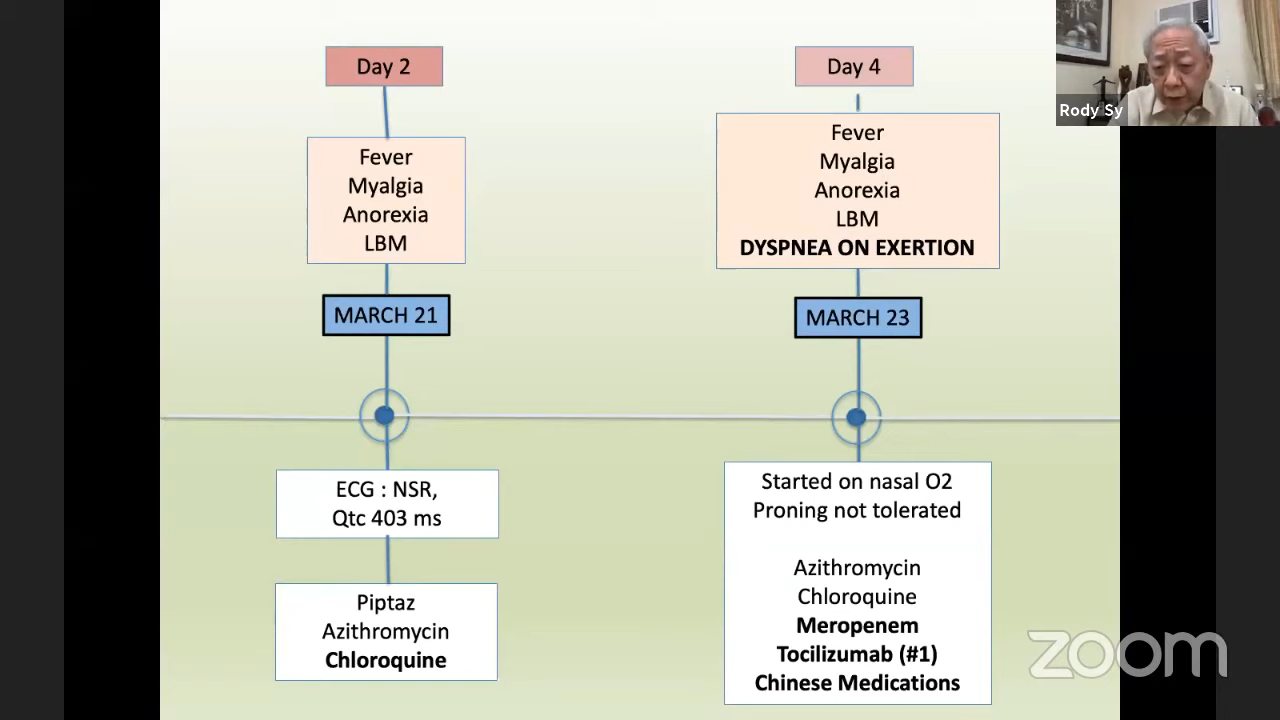 Day 2
Fever
Myalgia
Anorexia
LBM
MARCH 21
ECG : NSR,
Qtc 403 ms
Piptaz
Azithromycin
Chloroquine
Day 4
Fever
Myalgia
Anorexia
LBM
DYSPNEA ON EXERTION
MARCH 23
Started on nasal O2
Proning not tolerated
Azithromycin
Chloroquine
Meropenem
Tocilizumab (#1)
Chinese Medications
Rody Sy
zoom